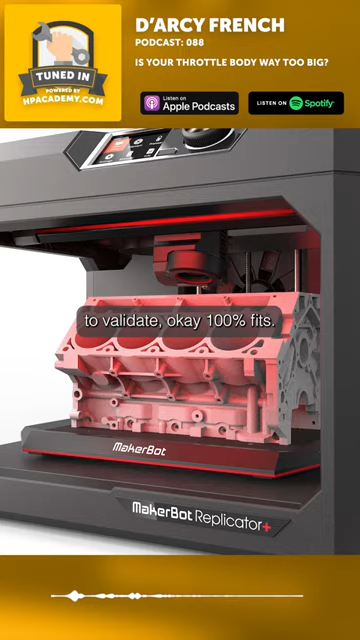 D'ARCY FRENCH
PODCAST: 088
IS YOUR THROTTLE BODY WAY TOO BIG?
TUNED IN
POWERED BY
HPACADEMY.COM
Listen on
Apple Podcasts
LISTEN ON
Spotify
to validate, okay 100% fits.
MakerBot
MakerBot Replicator+